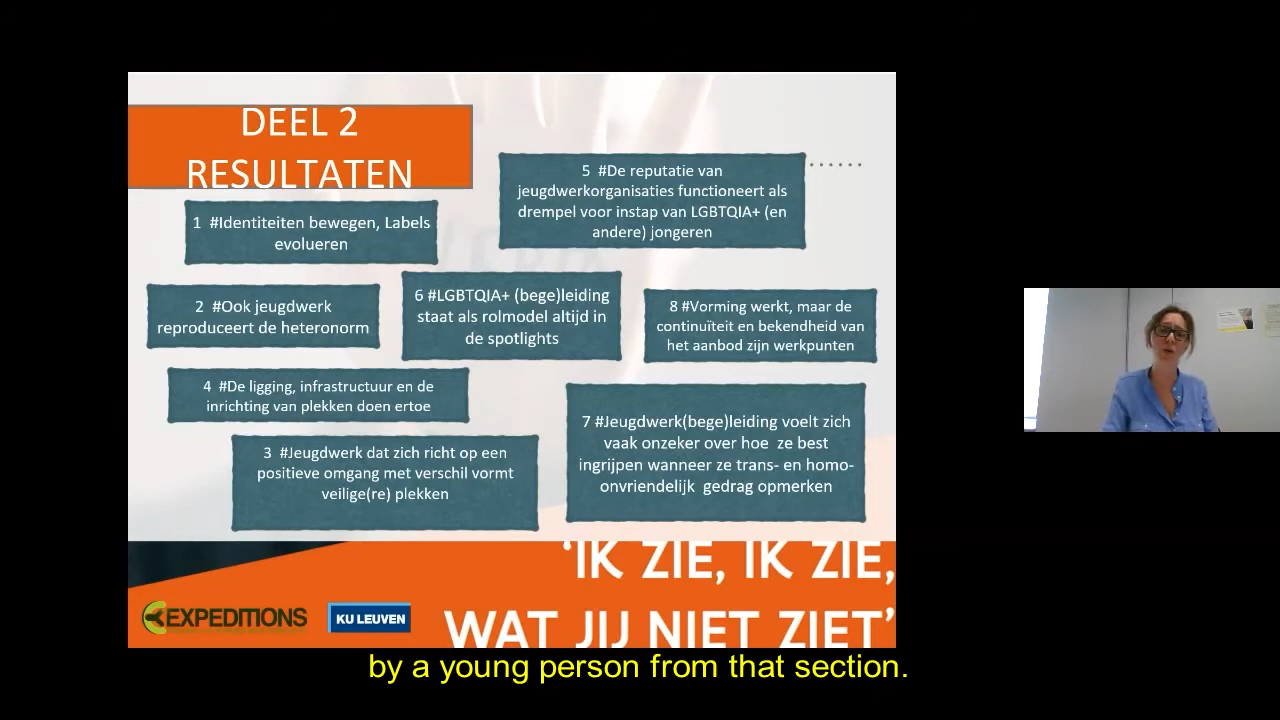 DEEL 2
RESULTATEN
1 #Identiteiten bewegen, Labels
evolueren
2 #Ook jeugdwerk
reproduceert de heteronorm
4 #De ligging, infrastructuur en de
inrichting van plekken doen ertoe
3 #Jeugdwerk dat zich richt op een
positieve omgang met verschil vormt
veilige(re) plekken
5 #De reputatie van
jeugdwerkorganisaties functioneert als
drempel voor instap van LGBTQIA+ (en
andere) jongeren
6 #LGBTQIA+ (bege)leiding
staat als rolmodel altijd in
de spotlights
8 #Vorming werkt, maar de
continuïteit en bekendheid van
het aanbod zijn werkpunten
7 #Jeugdwerk(bege)leiding voelt zich
vaak onzeker over hoe ze best
ingrijpen wanneer ze trans- en homo-
onvriendelijk gedrag opmerken
‘IK ZIE, IK ZIE,
WAT JIJ NIET ZIET’
EXPEDITIONS
KU LEUVEN
by a young person from that section.